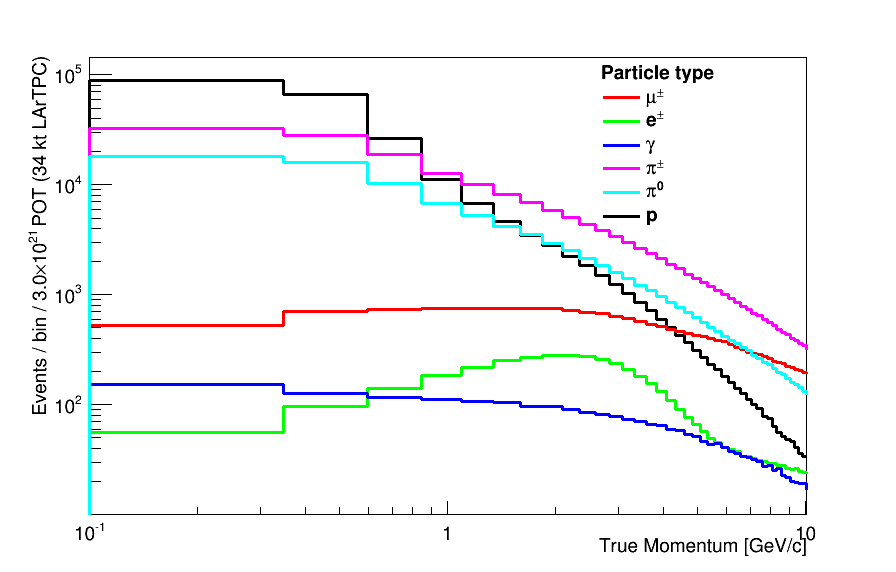 Events / bin / 3.0×10²¹ POT (34 kt LArTPC)
10⁵
10⁴
10³
10²
Particle type
μ±
e±
γ
π±
π⁰
p
10⁻¹
1
10
True Momentum [GeV/c]